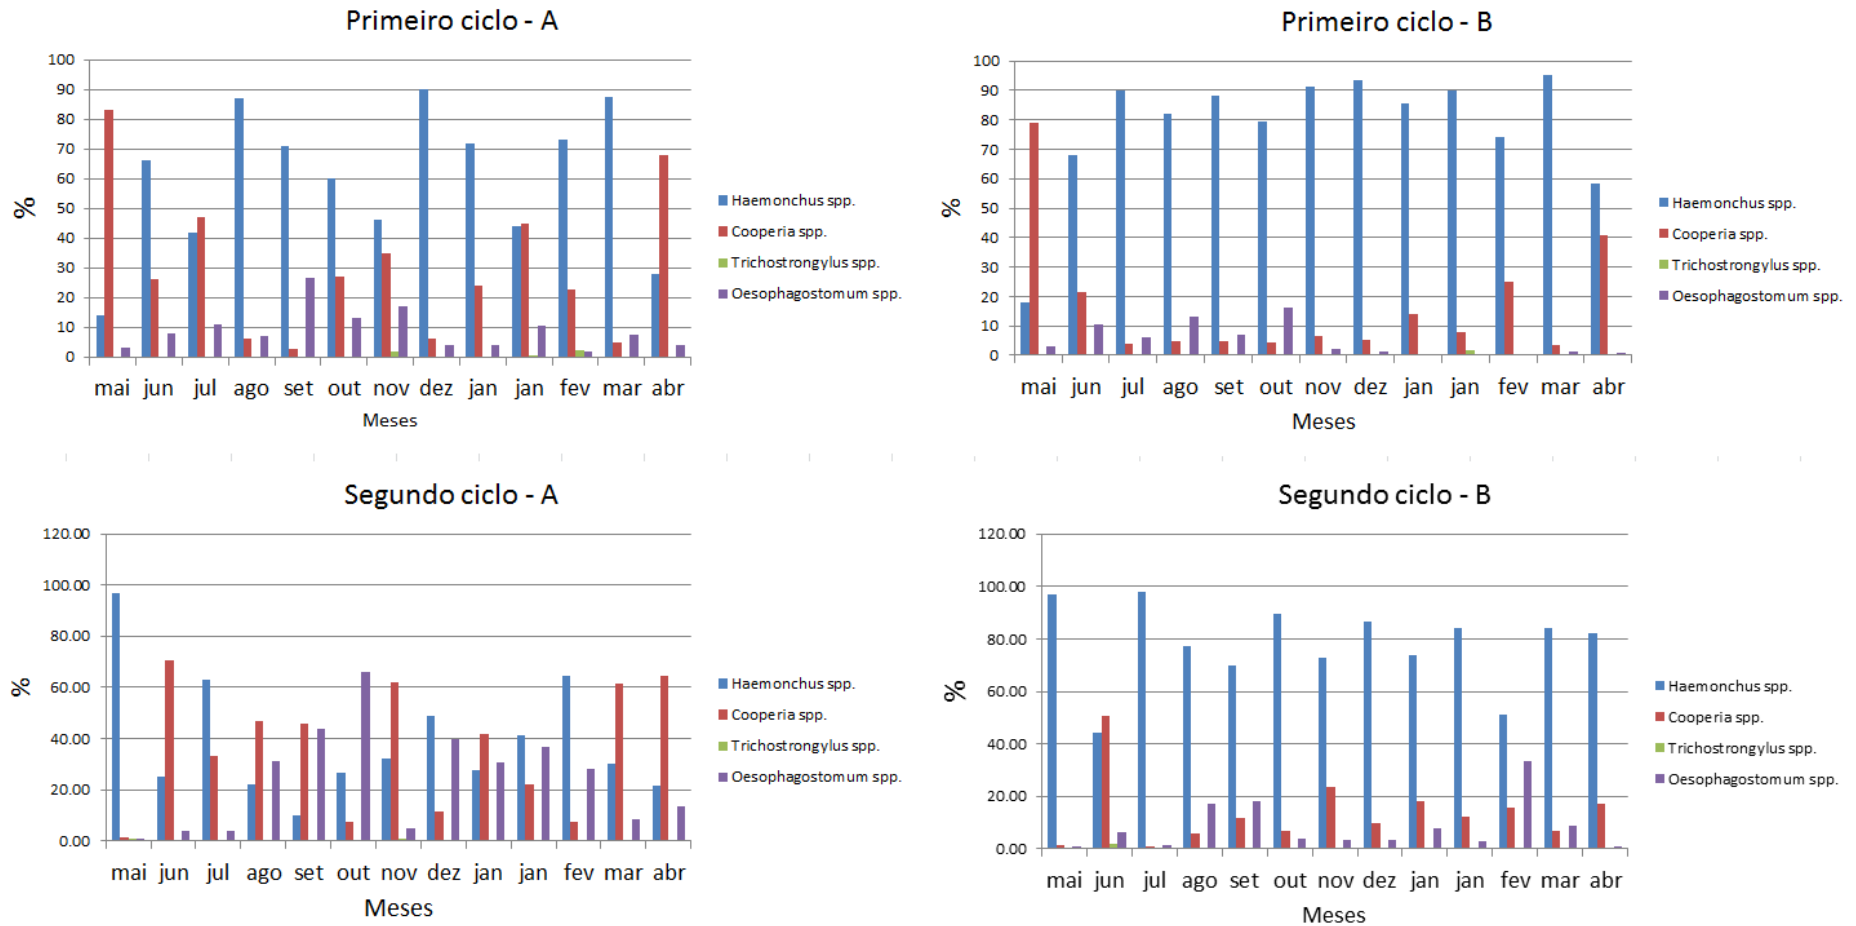 Primeiro ciclo - A
100
90
80
70
60
50
40
30
20
10
0
%
mai jun jul ago set out nov dez jan jan fev mar abr
Meses
Haemonchus spp.
Cooperia spp.
Trichostrongylus spp.
Oesophagostomum spp.
Primeiro ciclo - B
100
90
80
70
60
50
40
30
20
10
0
%
mai jun jul ago set out nov dez jan jan fev mar abr
Meses
Haemonchus spp.
Cooperia spp.
Trichostrongylus spp.
Oesophagostomum spp.
Segundo ciclo - A
120.00
100.00
80.00
60.00
40.00
20.00
0.00
%
mai jun jul ago set out nov dez jan jan fev mar abr
Meses
Haemonchus spp.
Cooperia spp.
Trichostrongylus spp.
Oesophagostomum spp.
Segundo ciclo - B
120.00
100.00
80.00
60.00
40.00
20.00
0.00
%
mai jun jul ago set out nov dez jan jan fev mar abr
Meses
Haemonchus spp.
Cooperia spp.
Trichostrongylus spp.
Oesophagostomum spp.